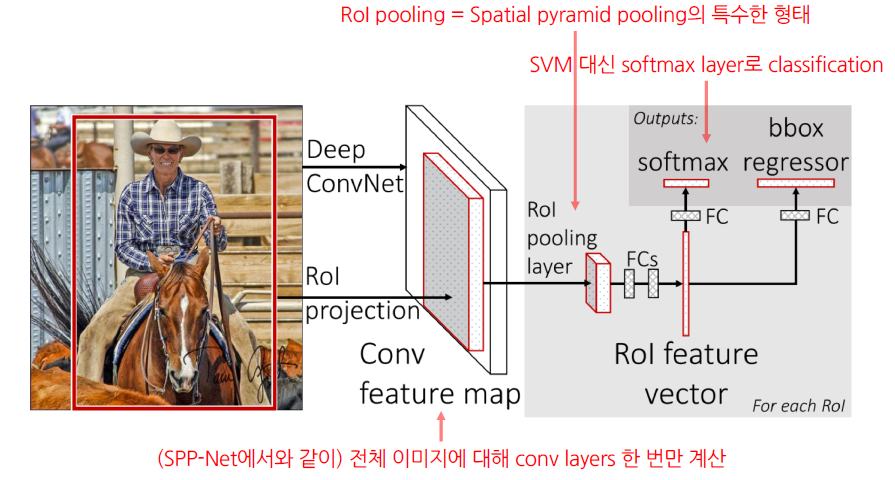 RoI pooling = Spatial pyramid pooling의 특수한 형태
SVM 대신 softmax layer로 classification
Outputs:
bbox
softmax
regressor
Deep
ConvNet
FC
FC
RoI
pooling
layer
FCs
RoI
projection
Conv
feature map
RoI feature
vector
For each RoI
(SPP-Net에서와 같이) 전체 이미지에 대해 conv layers 한 번만 계산